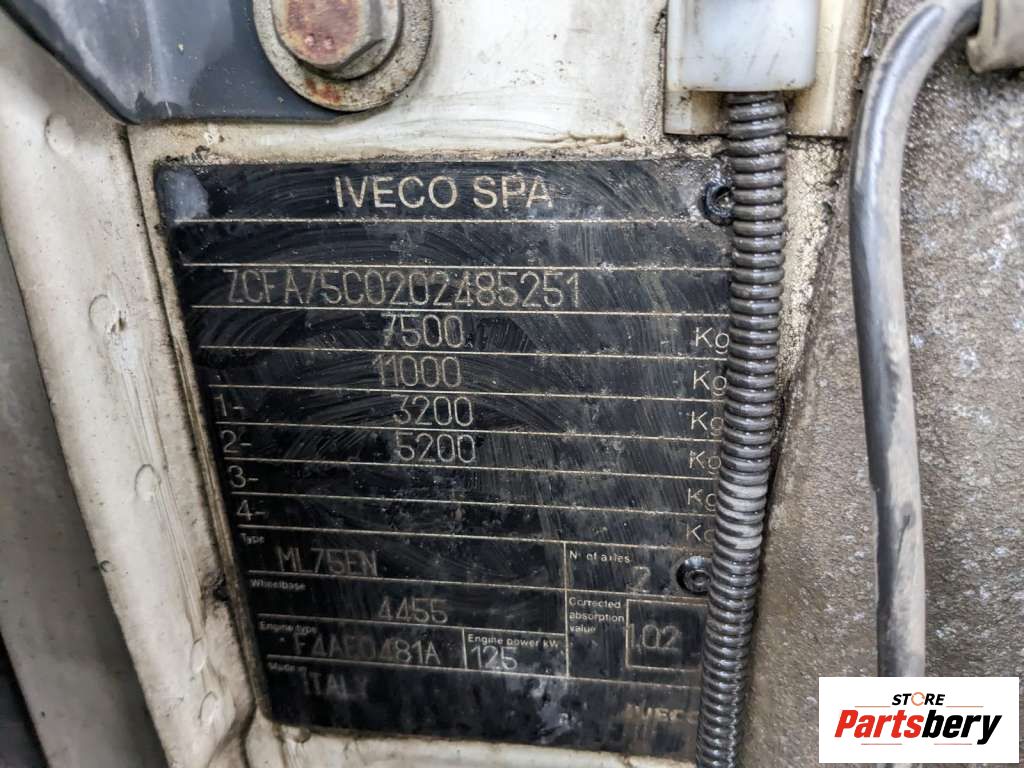 IVECO SPA
ZCFA75C0202485251
7500 Kg
11000 Kg
1- 3200 Kg
2- 5200 Kg
3- Kg
4- Kg
Type
ML75EN
N° of axles
2
Wheelbase
4455
Corrected
absorption
value
1.02
Engine type
F4AE0481A
Engine power kw
125
Made in
ITALY
IVECO
STORE
Partsbery